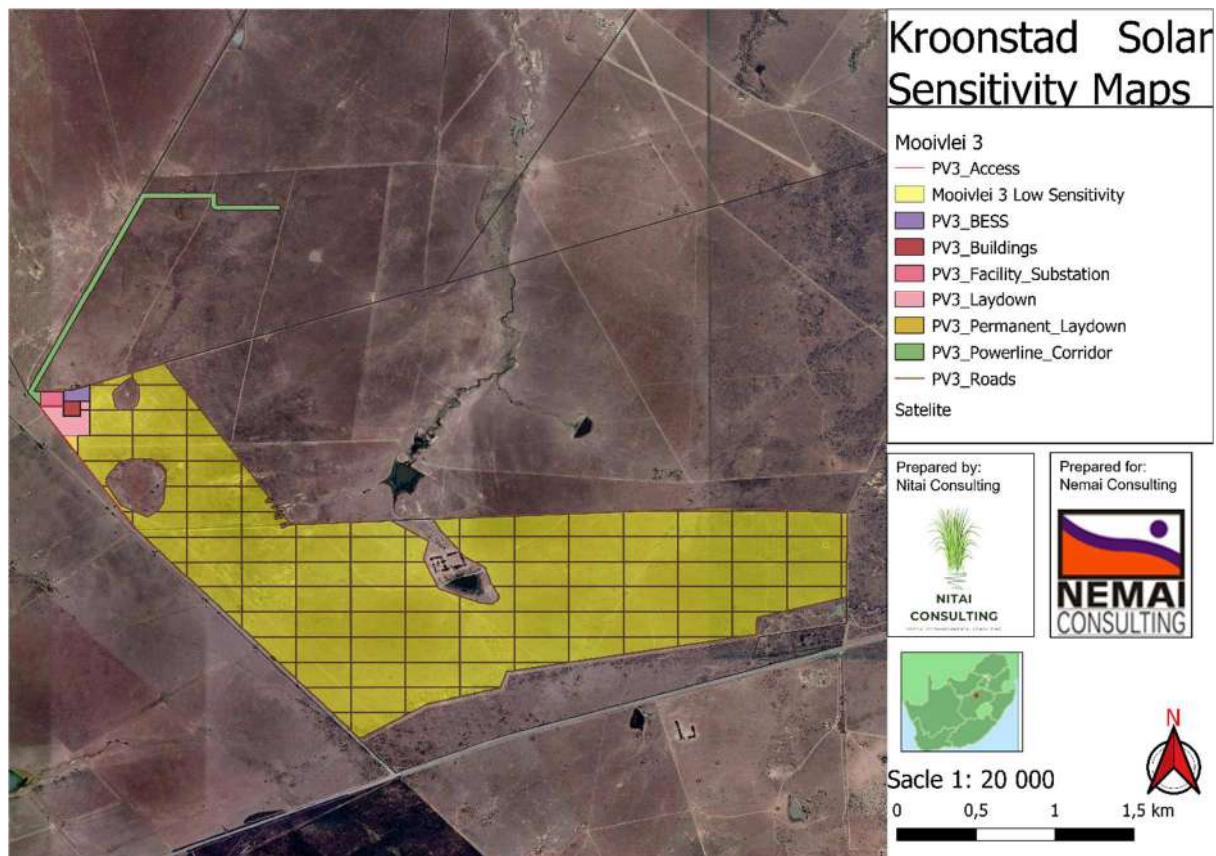 Kroonstad Solar
Sensitivity Maps
Mooivlei 3
PV3_Access
Mooivlei 3 Low Sensitivity
PV3_BESS
PV3_Buildings
PV3_Facility_Substation
PV3_Laydown
PV3_Permanent_Laydown
PV3_Powerline_Corridor
PV3_Roads
Satelite
Prepared by:
Nitai Consulting
NITAI
CONSULTING
Prepared for:
Nemai Consulting
NEMAI
CONSULTING
N
Sacle 1: 20 000
0 0,5 1 1,5 km